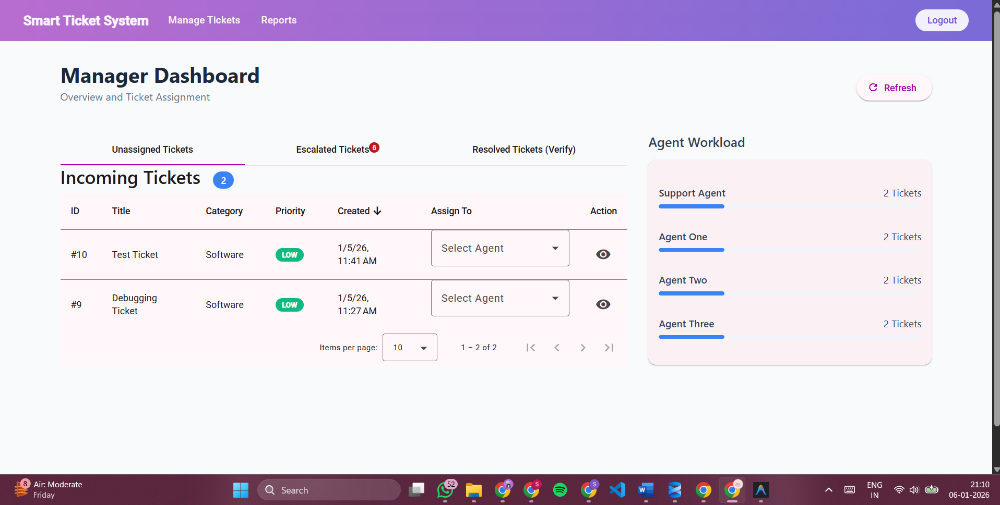 Smart Ticket System
Manage Tickets
Reports
Logout
Manager Dashboard
Overview and Ticket Assignment
Refresh
Unassigned Tickets
Escalated Tickets 6
Resolved Tickets (Verify)
Incoming Tickets 2
ID Title Category Priority Created Assign To Action
#10 Test Ticket Software LOW 1/5/26, 11:41 AM Select Agent
#9 Debugging Ticket Software LOW 1/5/26, 11:27 AM Select Agent
Items per page: 10 1 – 2 of 2
Agent Workload
Support Agent 2 Tickets
Agent One 2 Tickets
Agent Two 2 Tickets
Agent Three 2 Tickets
8
Air: Moderate
Friday
Search
52
S
S
W
ENG
IN
21:10
06-01-2026